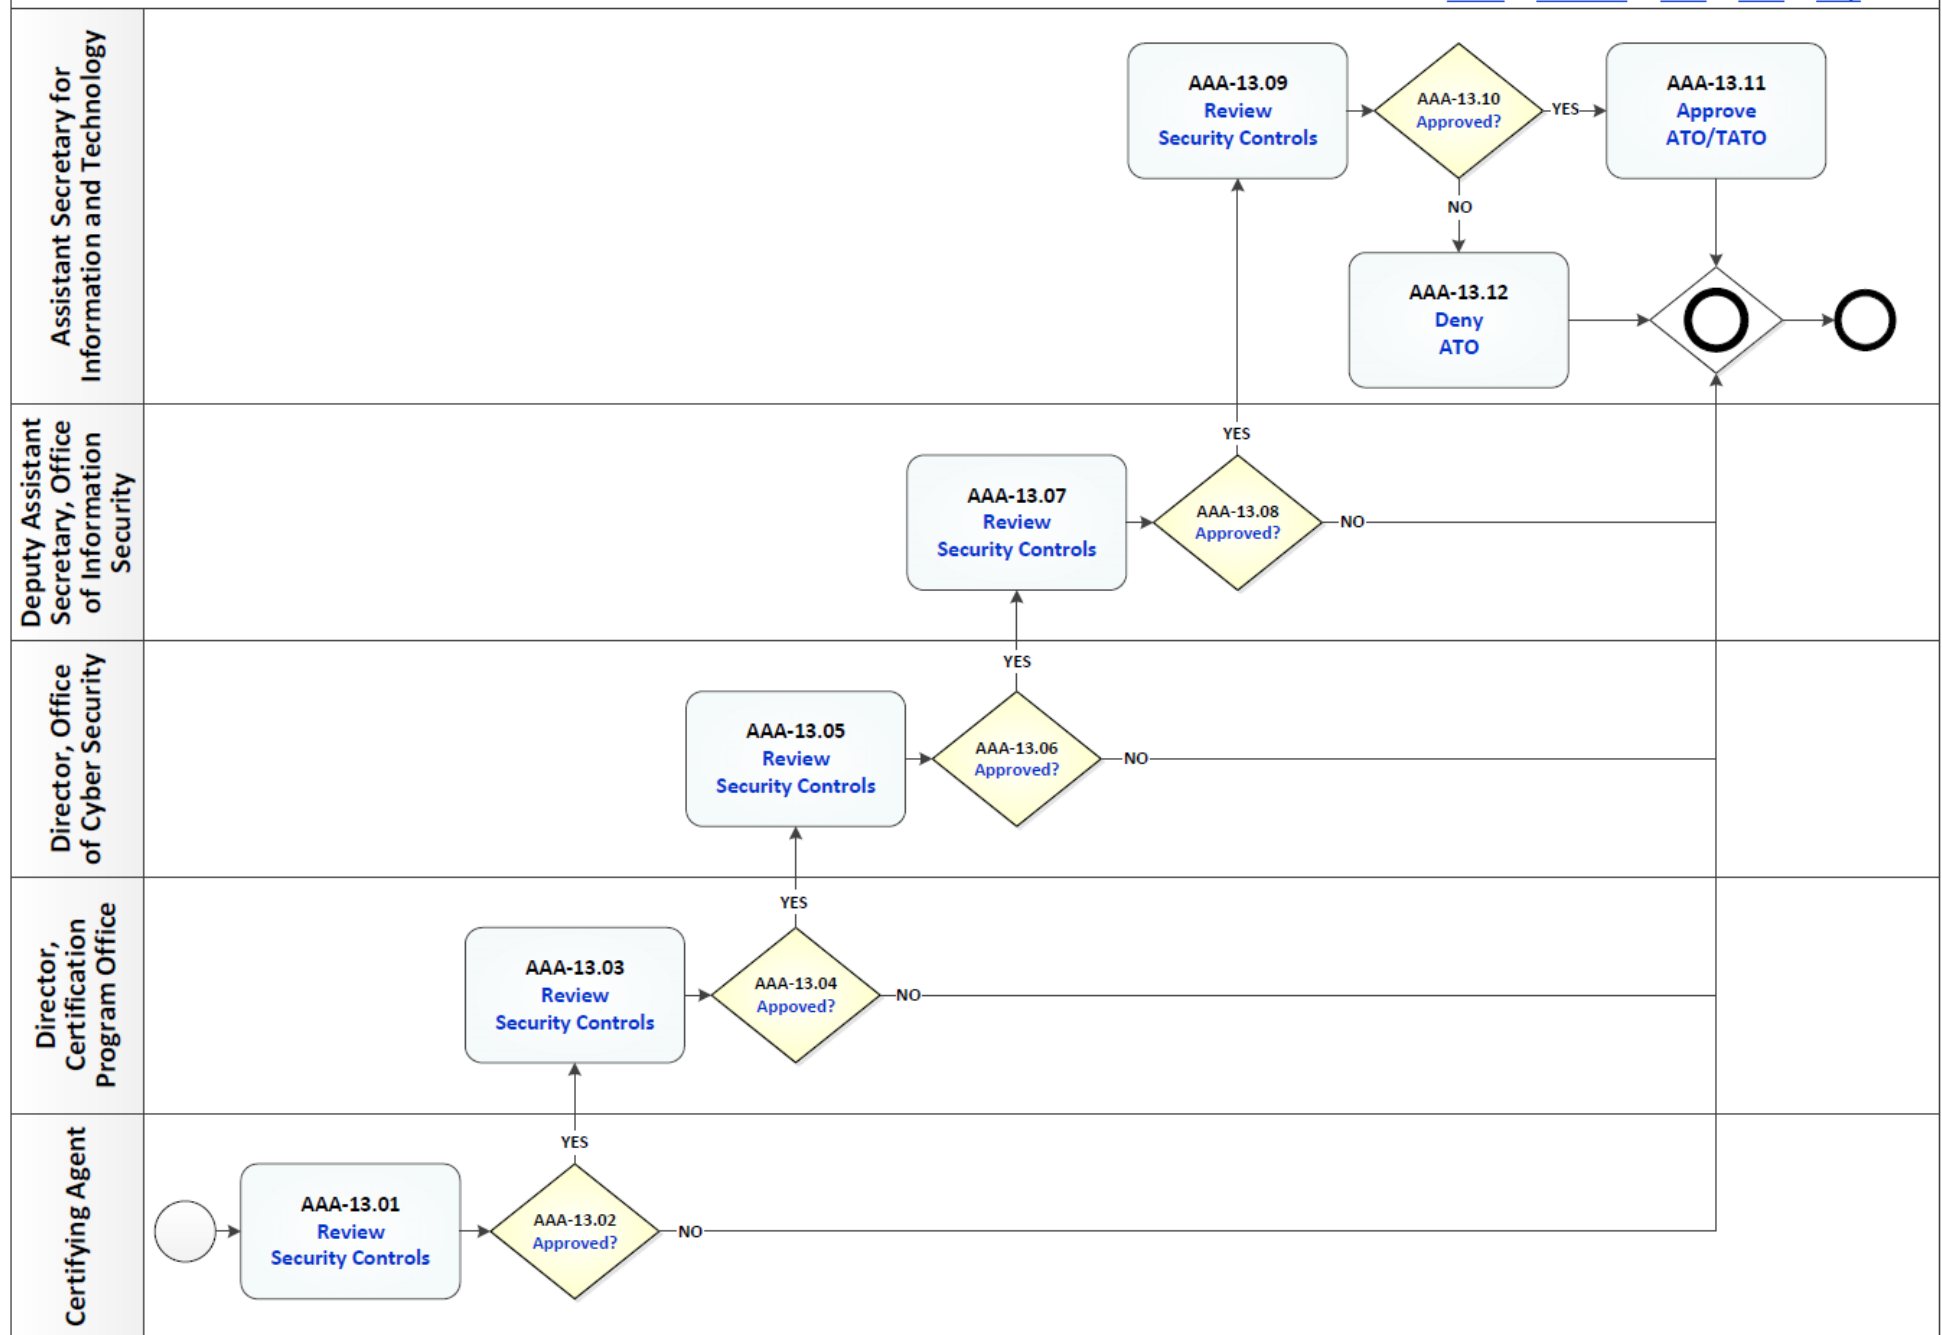 Assistant Secretary for
Information and Technology
AAA-13.09
Review
Security Controls
AAA-13.10
Approved?
YES
AAA-13.11
Approve
ATO/TATO
NO
AAA-13.12
Deny
ATO
Deputy Assistant
Secretary, Office
of Information
Security
YES
AAA-13.07
Review
Security Controls
AAA-13.08
Approved?
NO
Director, Office
of Cyber Security
YES
AAA-13.05
Review
Security Controls
AAA-13.06
Approved?
NO
Director,
Certification
Program Office
YES
AAA-13.03
Review
Security Controls
AAA-13.04
Appoved?
NO
Certifying Agent
YES
AAA-13.01
Review
Security Controls
AAA-13.02
Approved?
NO